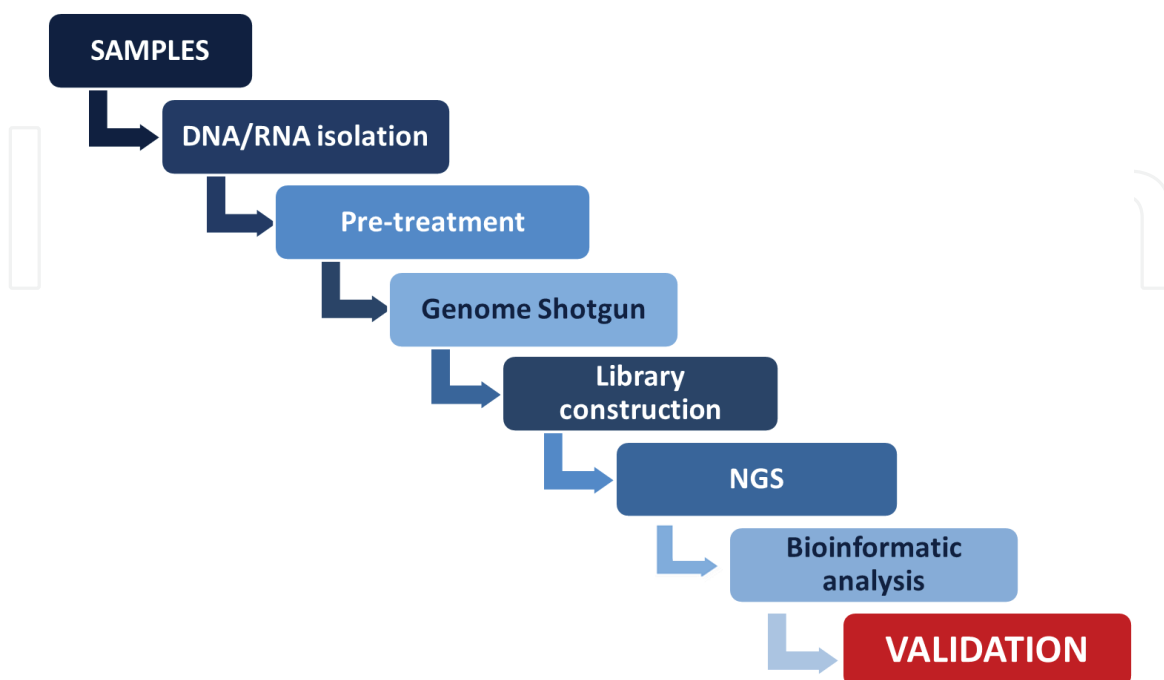 SAMPLES
DNA/RNA isolation
Pre-treatment
Genome Shotgun
Library
construction
NGS
Bioinformatic
analysis
VALIDATION